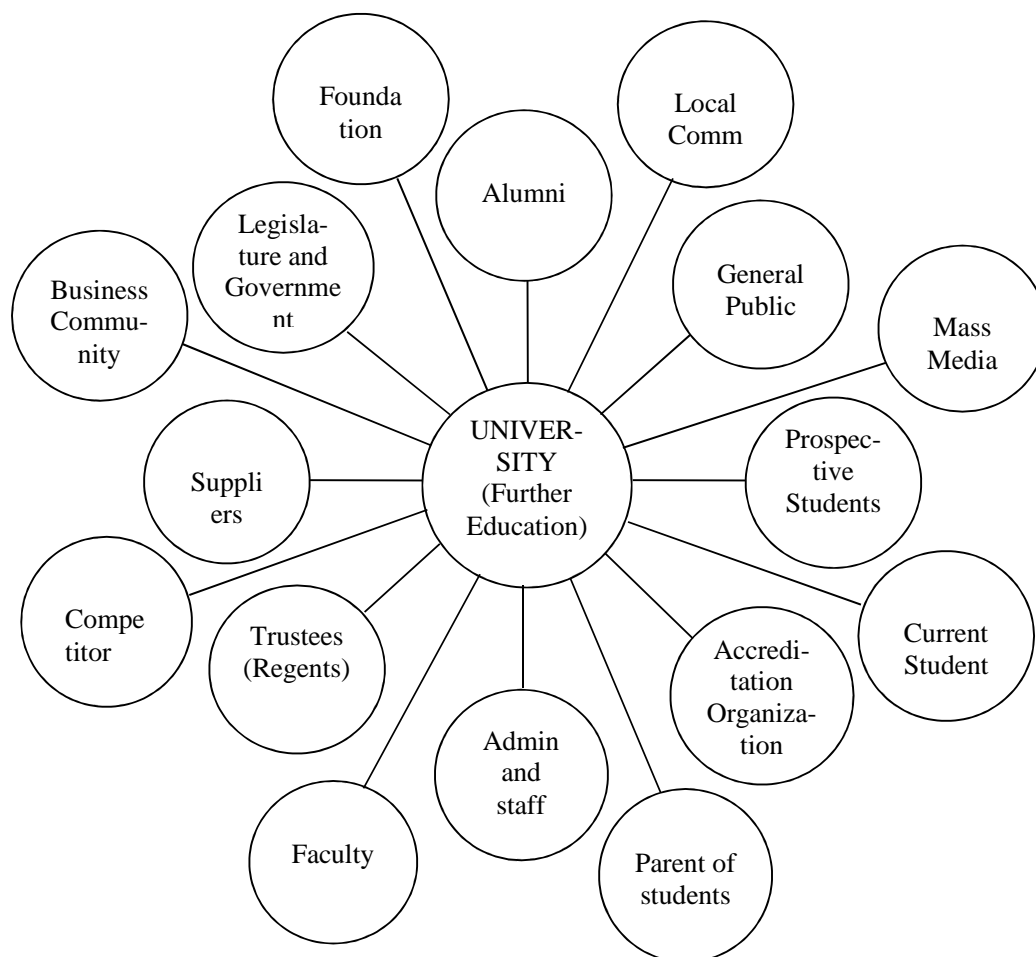 Founda
tion
Local
Comm
Alumni
Legisla-
ture and
Governme
nt
General
Public
Business
Commu-
nity
Mass
Media
UNIVER-
SITY
(Further
Education)
Prospec-
tive
Students
Suppli
ers
Compe
titor
Trustees
(Regents)
Accredi-
tation
Organiza-
tion
Current
Student
Admin
and
staff
Faculty
Parent of
students